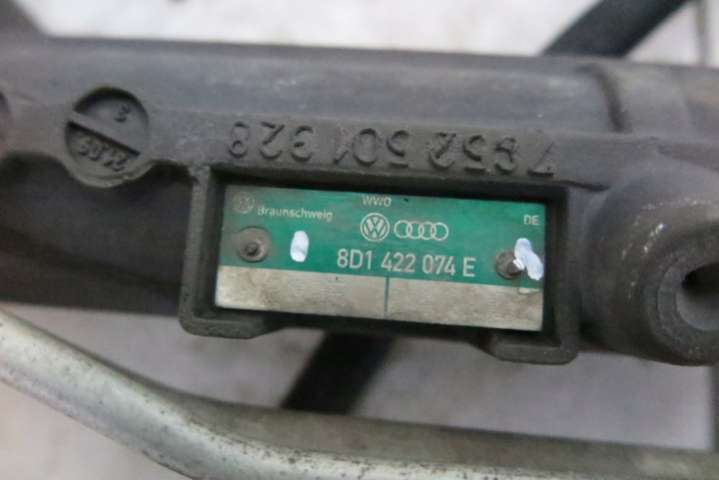 7852 501 328
Braunschweig
WWO
DE
8D1 422 074 E